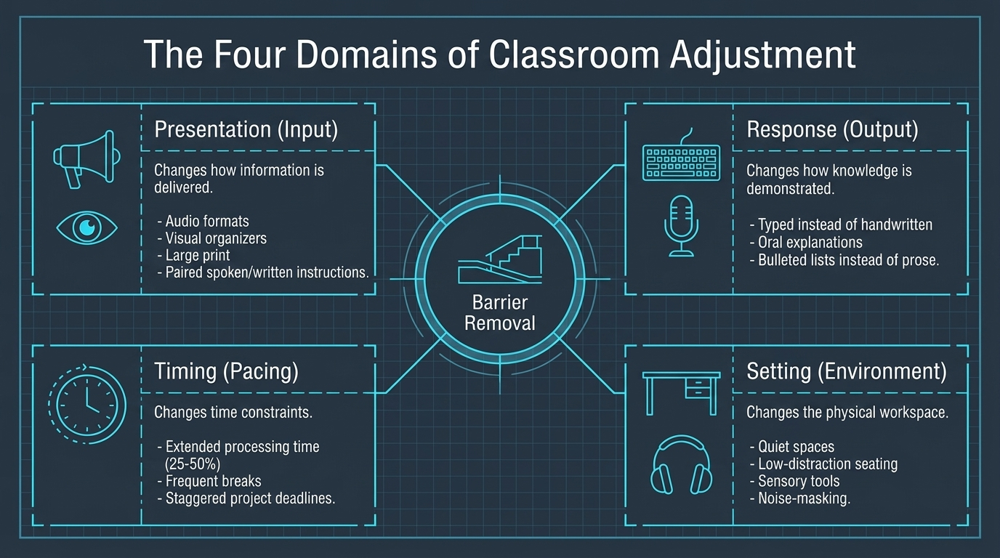 The Four Domains of Classroom Adjustment
Presentation (Input)
Changes how information is
delivered.
- Audio formats
- Visual organizers
- Large print
- Paired spoken/written instructions.
Response (Output)
Changes how knowledge is
demonstrated.
- Typed instead of handwritten
- Oral explanations
- Bulleted lists instead of prose.
Barrier
Removal
Timing (Pacing)
Changes time constraints.
- Extended processing time
(25-50%)
- Frequent breaks
- Staggered project deadlines.
Setting (Environment)
Changes the physical workspace.
- Quiet spaces
- Low-distraction seating
- Sensory tools
- Noise-masking.